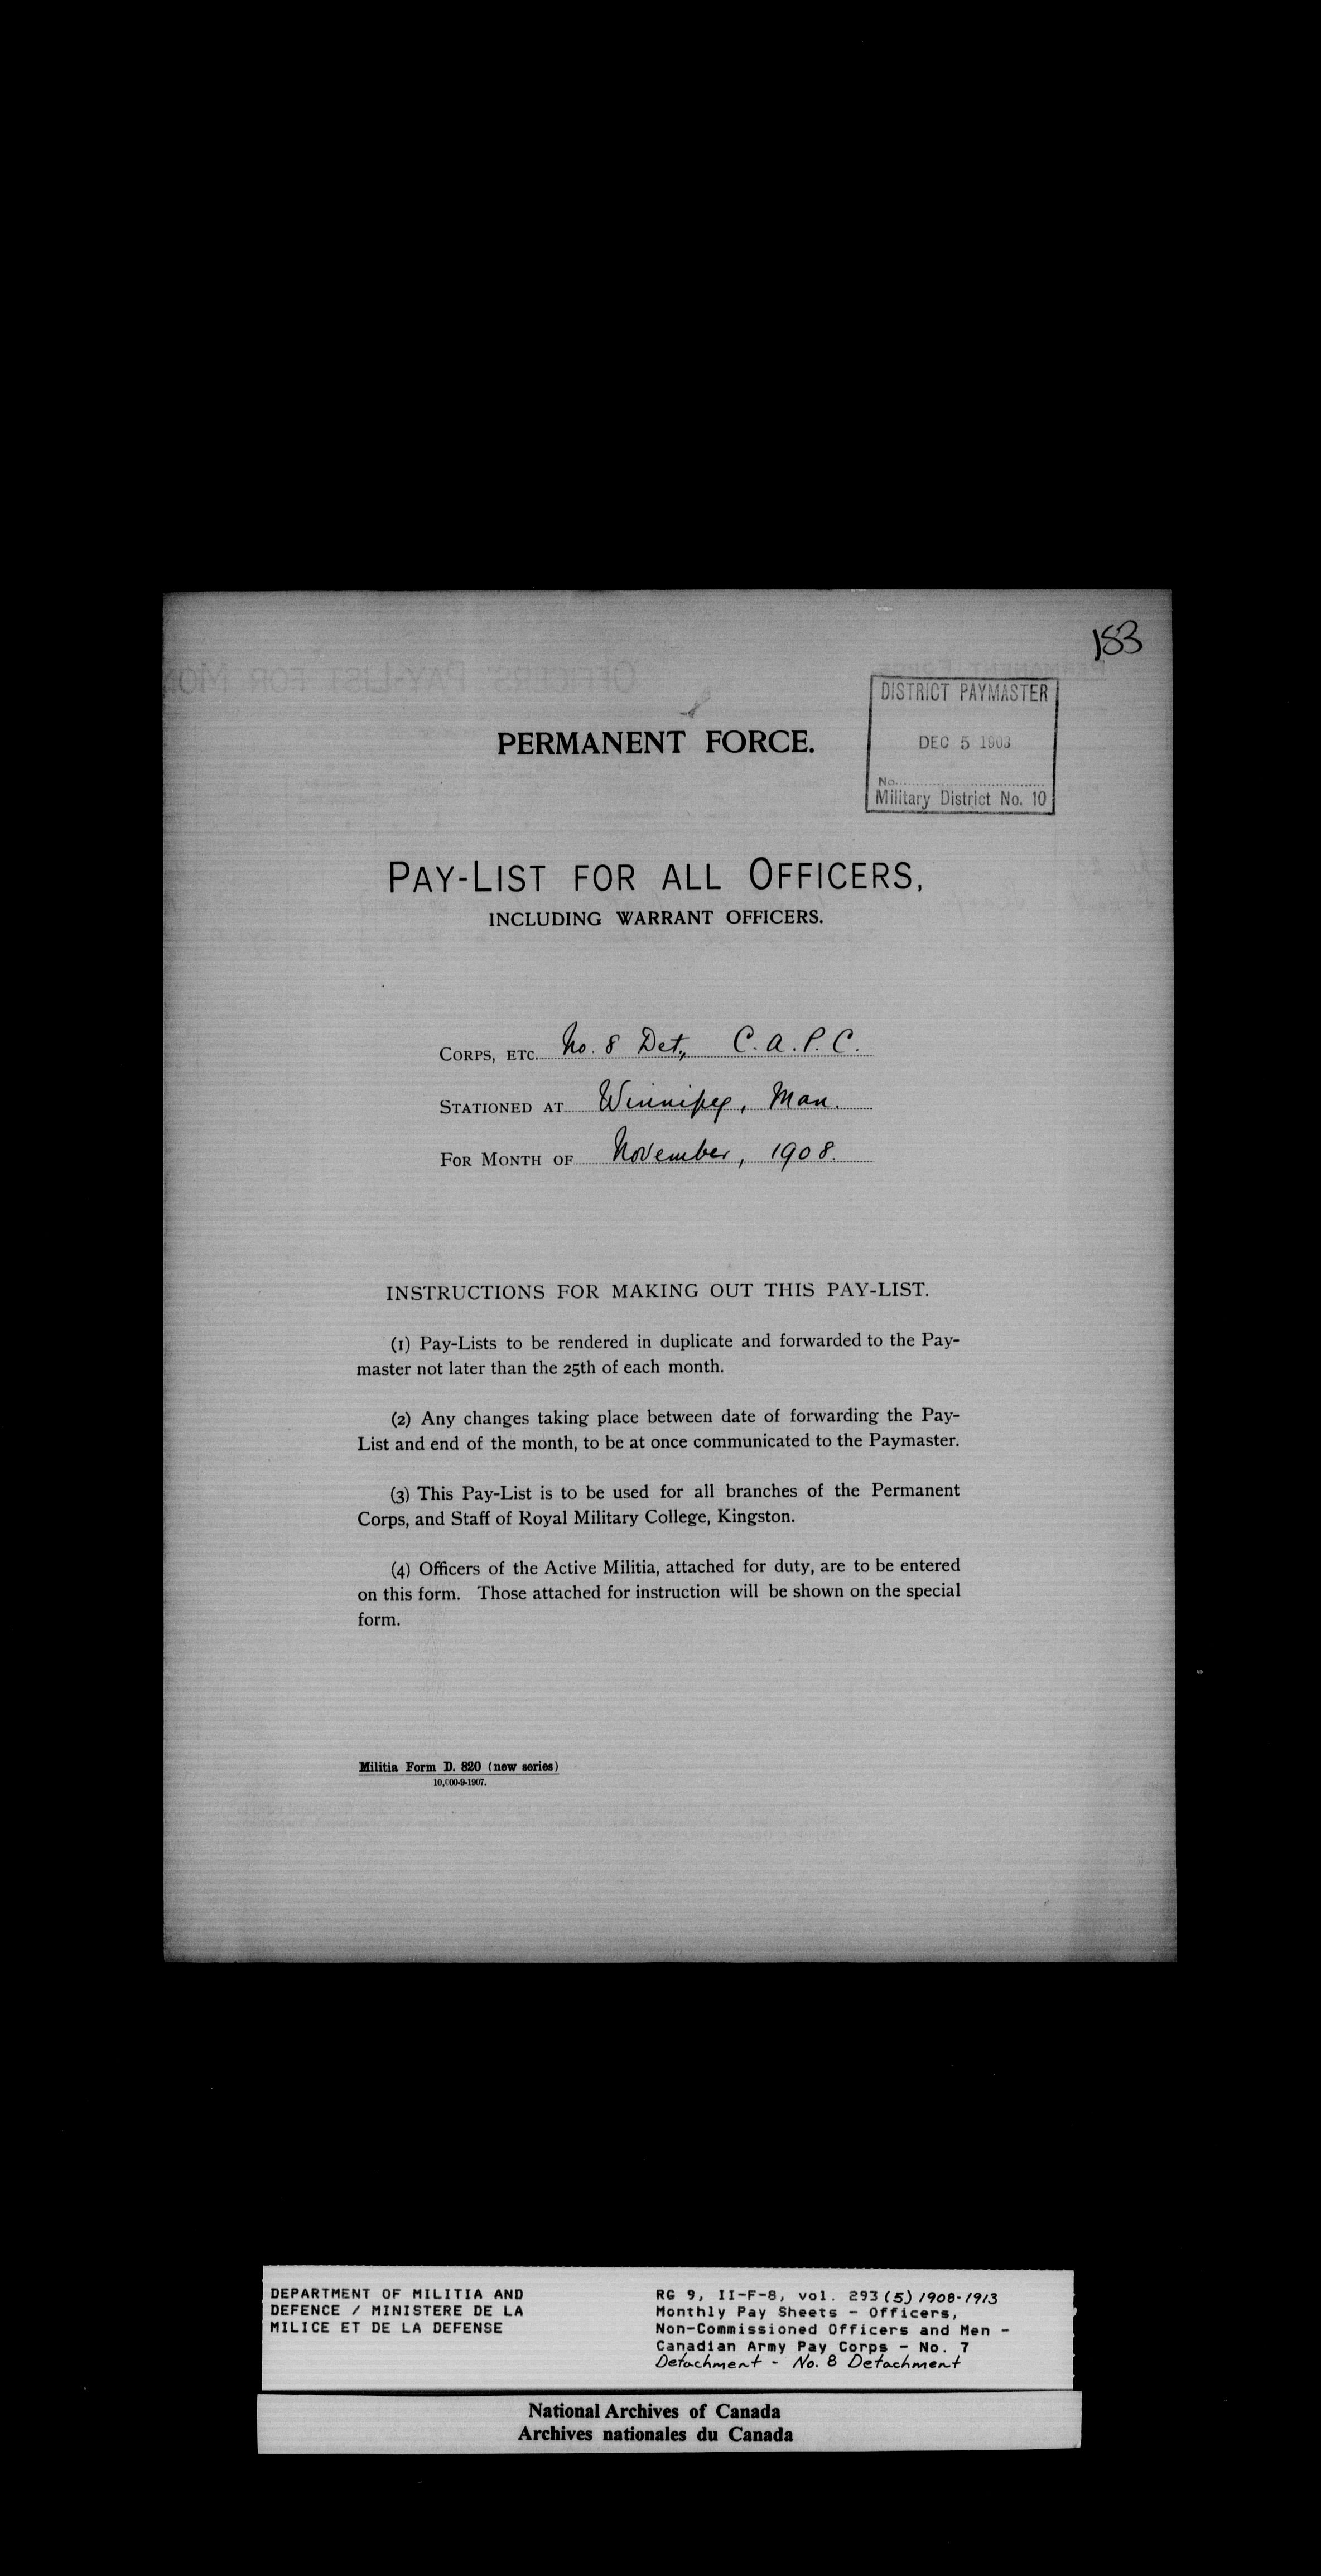 183
DISTRICT PAYMASTER
DEC 5 1908
No.
Military District No. 10
PERMANENT FORCE.
PAY-LIST FOR ALL OFFICERS,
INCLUDING WARRANT OFFICERS.
CORPS, ETC. No. 8 Det., C.A.P.C.
STATIONED AT Winnipeg, Man.
FOR MONTH OF November, 1908.
INSTRUCTIONS FOR MAKING OUT THIS PAY-LIST.
(1) Pay-Lists to be rendered in duplicate and forwarded to the Pay-
master not later than the 25th of each month.
(2) Any changes taking place between date of forwarding the Pay-
List and end of the month, to be at once communicated to the Paymaster.
(3) This Pay-List is to be used for all branches of the Permanent
Corps, and Staff of Royal Military College, Kingston.
(4) Officers of the Active Militia, attached for duty, are to be entered
on this form. Those attached for instruction will be shown on the special
form.
Militia Form D. 820 (new series)
10,000-9-1907.
DEPARTMENT OF MILITIA AND
DEFENCE / MINISTERE DE LA
MILICE ET DE LA DEFENSE
RG 9, II-F-8, vol. 293 (5) 1908-1913
Monthly Pay Sheets - Officers,
Non-Commissioned Officers and Men -
Canadian Army Pay Corps - No. 7
Detachment - No. 8 Detachment
National Archives of Canada
Archives nationales du Canada